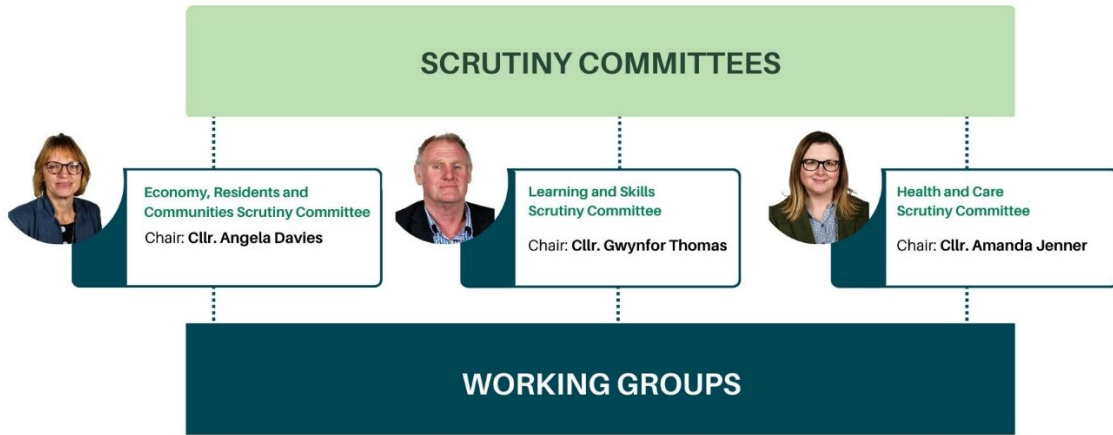 SCRUTINY COMMITTEES
Economy, Residents and
Communities Scrutiny Committee
Chair: Cllr. Angela Davies
Learning and Skills
Scrutiny Committee
Chair: Cllr. Gwynfor Thomas
Health and Care
Scrutiny Committee
Chair: Cllr. Amanda Jenner
WORKING GROUPS